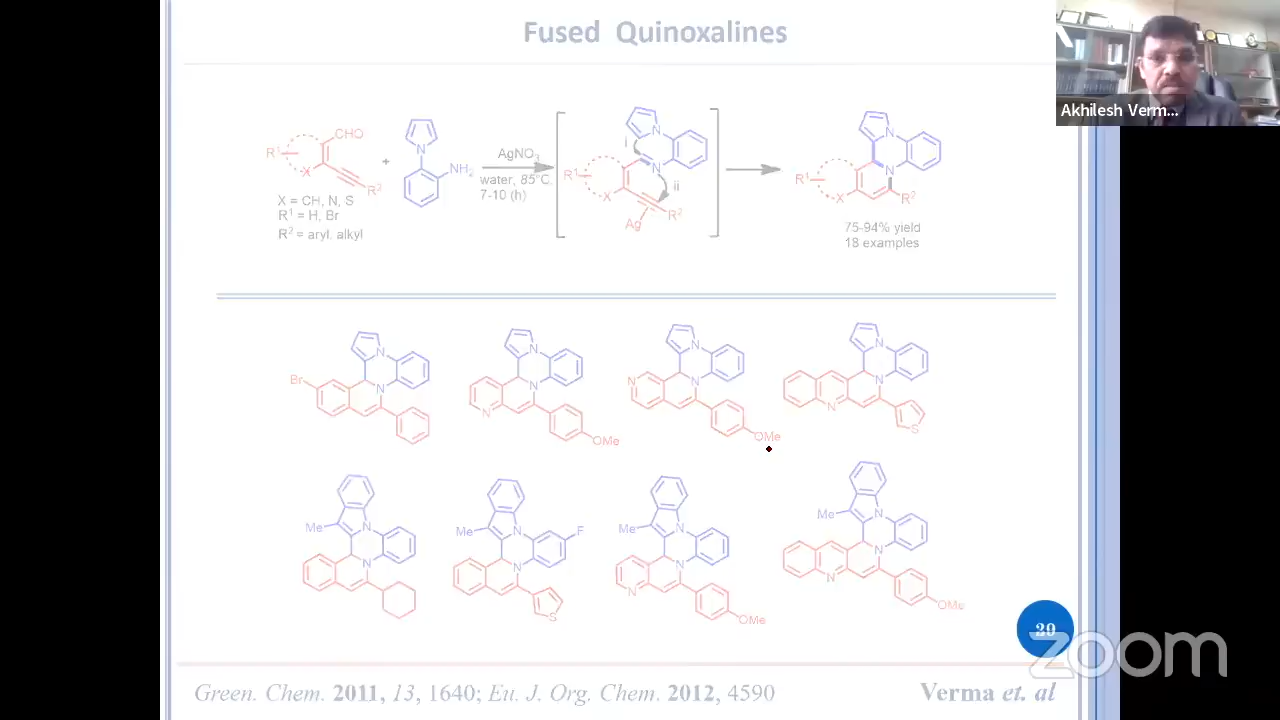 Fused Quinoxalines
Akhilesh Verm...
R1
CHO
X
R2
+
N
NH2
X = CH, N, S
R1 = H, Br
R2 = aryl. alkyl
AgNO3
water, 85°C,
7-10 (h)
R1
X
i
N
N
ii
R2
Ag
R1
X
N
N
R2
75-94% yield
18 examples
Br
N
N
N
N
N
OMe
N
N
N
OMe
N
N
N
S
Me
N
N
Me
N
N
F
S
Me
N
N
N
OMe
Me
N
N
N
OMe
20
zoom
Green. Chem. 2011, 13, 1640; Eu. J. Org. Chem. 2012, 4590
Verma et. al